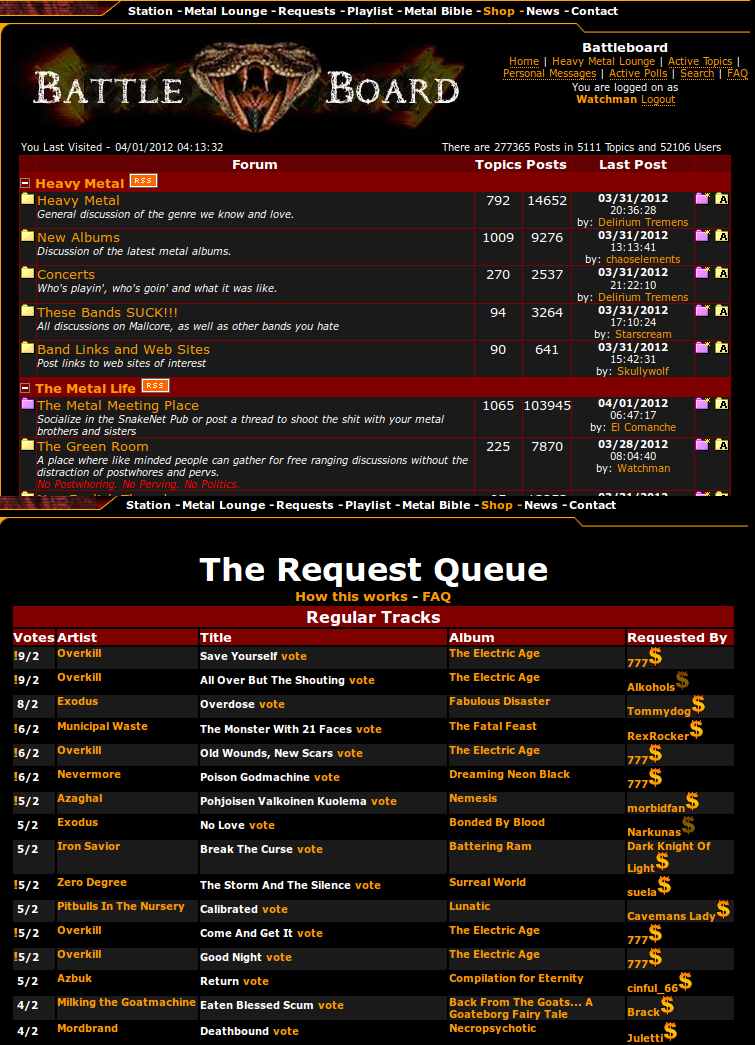 Station - Metal Lounge - Requests - Playlist - Metal Bible - Shop - News - Contact
BATTLE BOARD
Battleboard
Home | Heavy Metal Lounge | Active Topics |
Personal Messages | Active Polls | Search | FAQ
You are logged on as
Watchman Logout
You Last Visited - 04/01/2012 04:13:32 There are 277365 Posts in 5111 Topics and 52106 Users
Forum Topics Posts Last Post
Heavy Metal RSS
Heavy Metal 792 14652 03/31/2012
General discussion of the genre we know and love. 20:36:28
by: Delirium Tremens
New Albums 1009 9276 03/31/2012
Discussion of the latest metal albums. 13:13:41
by: chaoselements
Concerts 270 2537 03/31/2012
Who's playin', who's goin' and what it was like. 21:22:10
by: Delirium Tremens
These Bands SUCK!!! 94 3264 03/31/2012
All discussions on Mallcore, as well as other bands you hate 17:10:24
by: Starscream
Band Links and Web Sites 90 641 03/31/2012
Post links to web sites of interest 15:42:31
by: Skullywolf
The Metal Life RSS
The Metal Meeting Place 1065 103945 04/01/2012
Socialize in the SnakeNet Pub or post a thread to shoot the shit with your metal 06:47:17
brothers and sisters by: El Comanche
The Green Room 225 7870 03/28/2012
A place where like minded people can gather for free ranging discussions without the 08:04:40
distraction of postwhores and pervs. by: Watchman
No Postwhoring. No Perving. No Politics.
Station - Metal Lounge - Requests - Playlist - Metal Bible - Shop - News - Contact
The Request Queue
How this works - FAQ
Regular Tracks
Votes Artist Title Album Requested By
!9/2 Overkill Save Yourself vote The Electric Age 777$
!9/2 Overkill All Over But The Shouting vote The Electric Age Alkohols$
8/2 Exodus Overdose vote Fabulous Disaster Tommydog$
!6/2 Municipal Waste The Monster With 21 Faces vote The Fatal Feast RexRocker$
!6/2 Overkill Old Wounds, New Scars vote The Electric Age 777$
!6/2 Nevermore Poison Godmachine vote Dreaming Neon Black 777$
!5/2 Azaghal Pohjoisen Valkoinen Kuolema vote Nemesis morbidfan$
5/2 Exodus No Love vote Bonded By Blood Narkunas$
5/2 Iron Savior Break The Curse vote Battering Ram Dark Knight Of
Light$
!5/2 Zero Degree The Storm And The Silence vote Surreal World suela$
5/2 Pitbulls In The Nursery Calibrated vote Lunatic Cavemans Lady$
!5/2 Overkill Come And Get It vote The Electric Age 777$
!5/2 Overkill Good Night vote The Electric Age 777$
5/2 Azbuk Return vote Compilation for Eternity cinful_66$
4/2 Milking the Goatmachine Eaten Blessed Scum vote Back From The Goats... A
Goateborg Fairy Tale Brack$
4/2 Mordbrand Deathbound vote Necropsychotic Juletti$